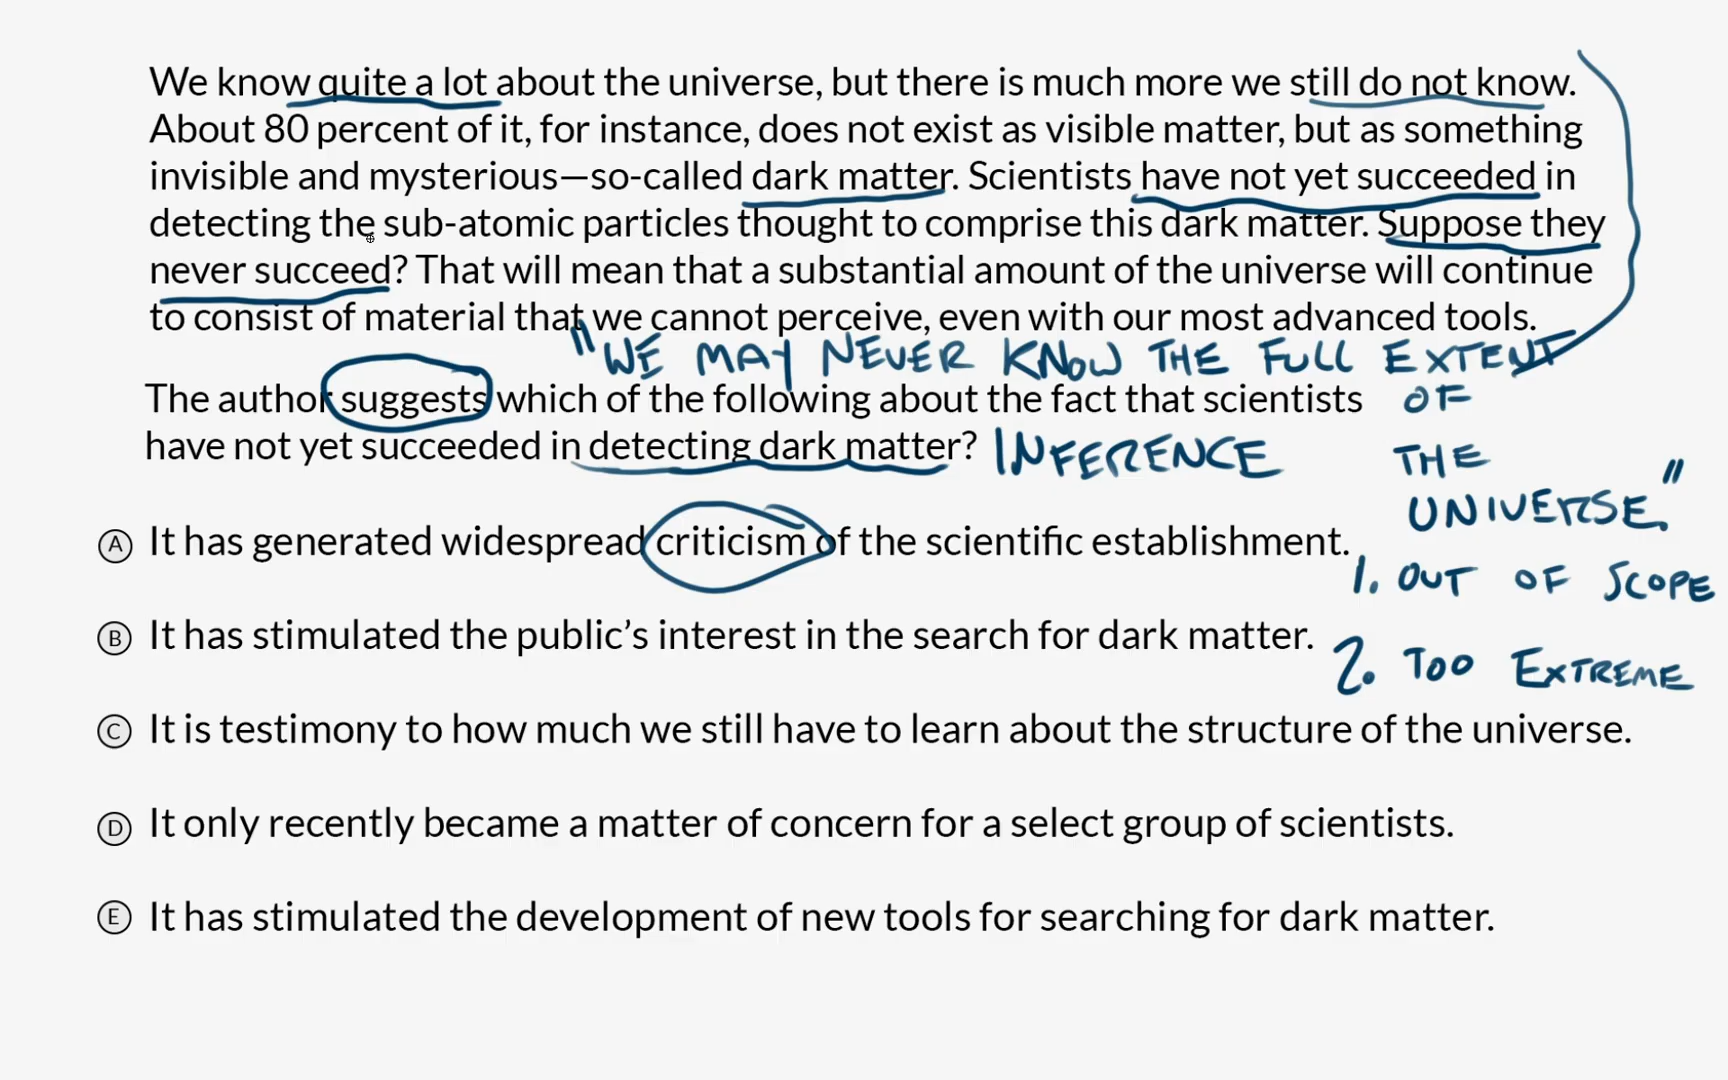 We know quite a lot about the universe, but there is much more we still do not know.
About 80 percent of it, for instance, does not exist as visible matter, but as something
invisible and mysterious—so-called dark matter. Scientists have not yet succeeded in
detecting the sub-atomic particles thought to comprise this dark matter. Suppose they
never succeed? That will mean that a substantial amount of the universe will continue
to consist of material that we cannot perceive, even with our most advanced tools.
"WE MAY NEVER KNOW THE FULL EXTENT
OF
THE
UNIVERSE."
The author suggests which of the following about the fact that scientists
have not yet succeeded in detecting dark matter?
INFERENCE
A It has generated widespread criticism of the scientific establishment.
1. OUT OF SCOPE
B It has stimulated the public's interest in the search for dark matter.
2. TOO EXTREME
C It is testimony to how much we still have to learn about the structure of the universe.
D It only recently became a matter of concern for a select group of scientists.
E It has stimulated the development of new tools for searching for dark matter.